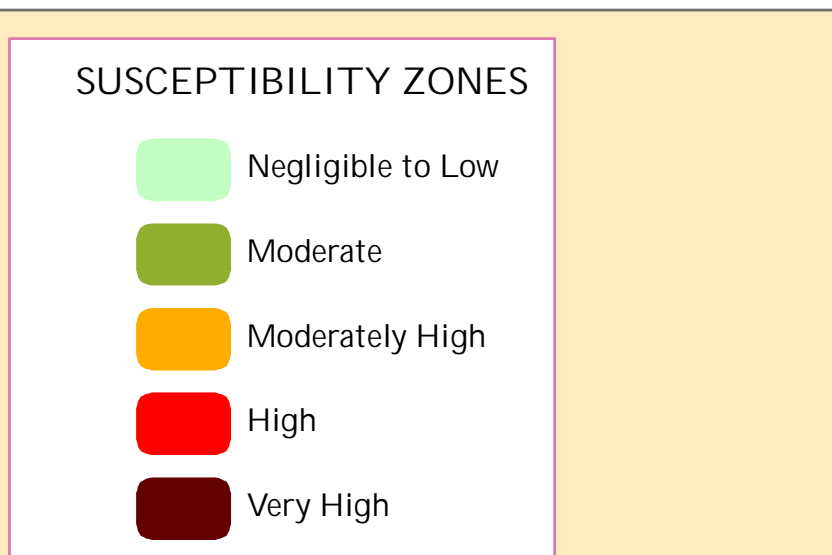 SUSCEPTIBILITY ZONES
Negligible to Low
Moderate
Moderately High
High
Very High